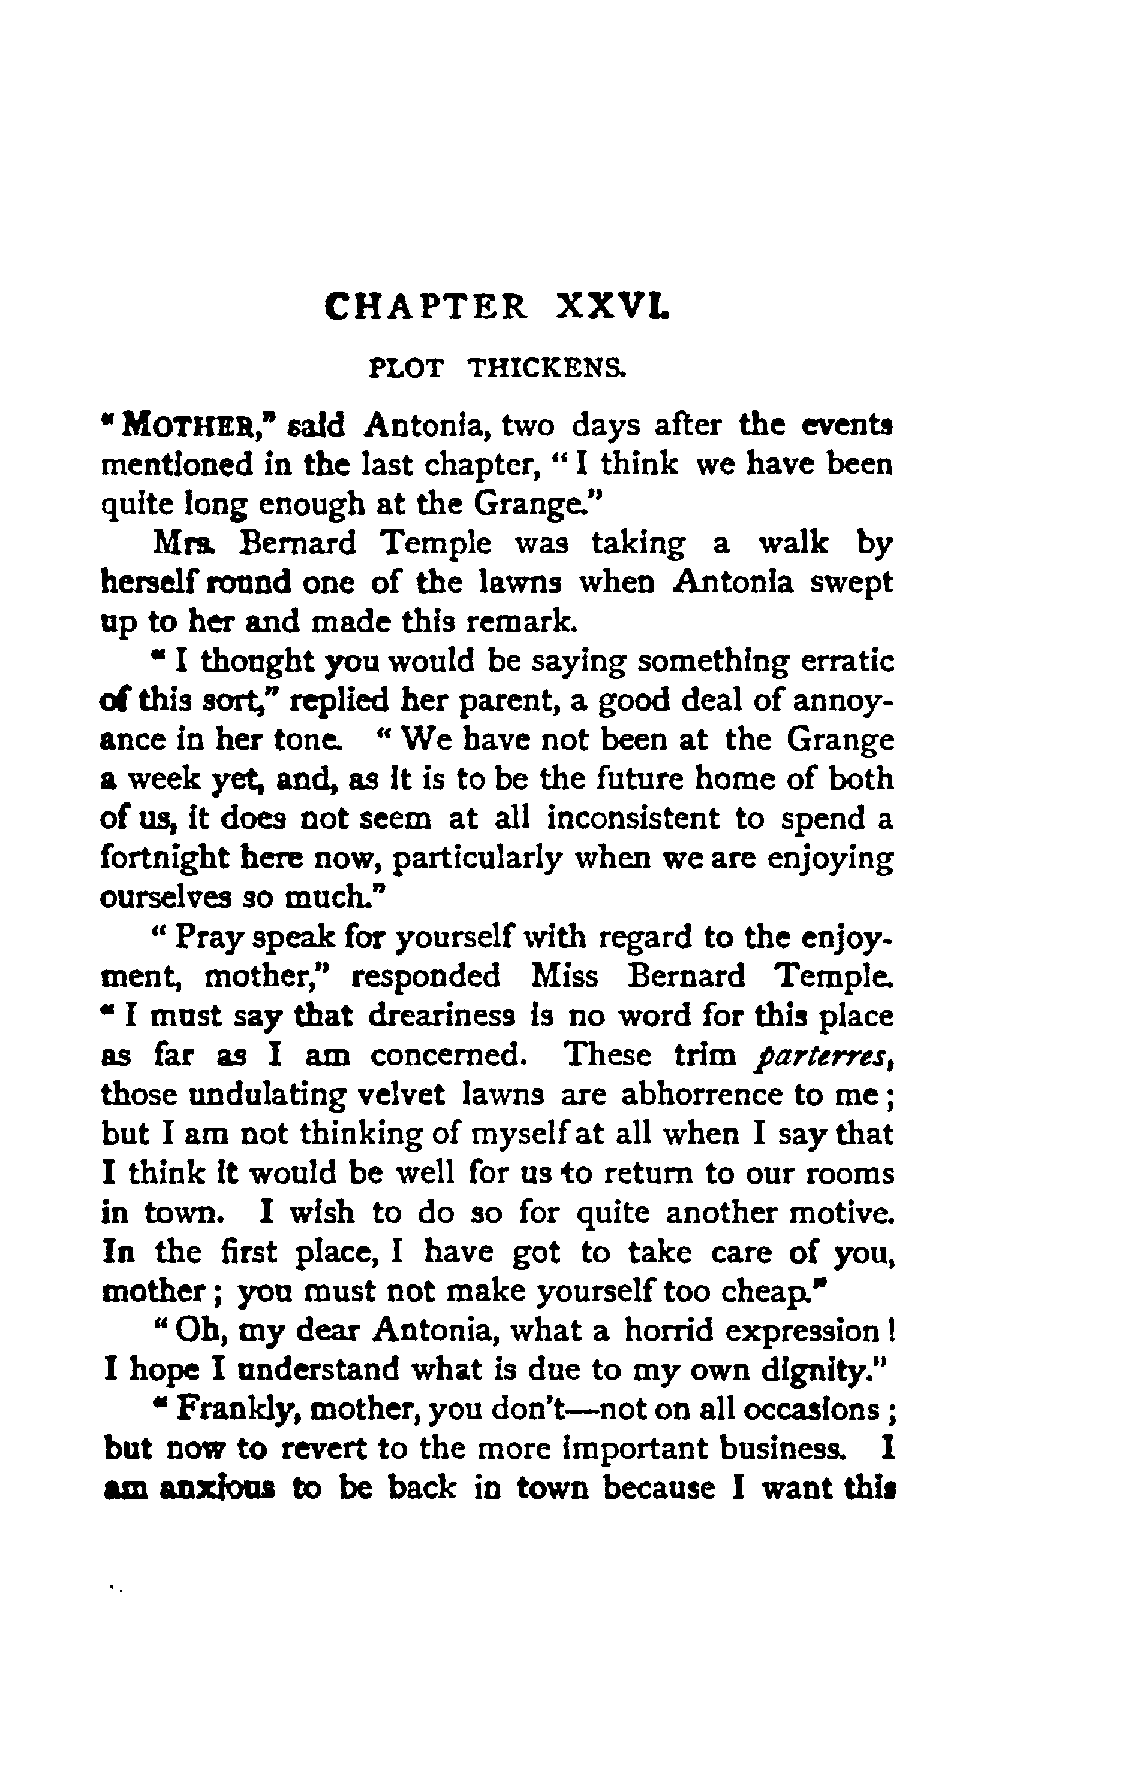 CHAPTER XXVI.
PLOT THICKENS.
"MOTHER," said Antonia, two days after the events
mentioned in the last chapter, "I think we have been
quite long enough at the Grange."
Mrs. Bernard Temple was taking a walk by
herself round one of the lawns when Antonia swept
up to her and made this remark.
"I thought you would be saying something erratic
of this sort," replied her parent, a good deal of annoy-
ance in her tone. "We have not been at the Grange
a week yet, and, as it is to be the future home of both
of us, it does not seem at all inconsistent to spend a
fortnight here now, particularly when we are enjoying
ourselves so much."
"Pray speak for yourself with regard to the enjoy-
ment, mother," responded Miss Bernard Temple.
"I must say that dreariness is no word for this place
as far as I am concerned. These trim parterres,
those undulating velvet lawns are abhorrence to me;
but I am not thinking of myself at all when I say that
I think it would be well for us to return to our rooms
in town. I wish to do so for quite another motive.
In the first place, I have got to take care of you,
mother; you must not make yourself too cheap."
"Oh, my dear Antonia, what a horrid expression!
I hope I understand what is due to my own dignity."
"Frankly, mother, you don't—not on all occasions;
but now to revert to the more important business. I
am anxious to be back in town because I want this